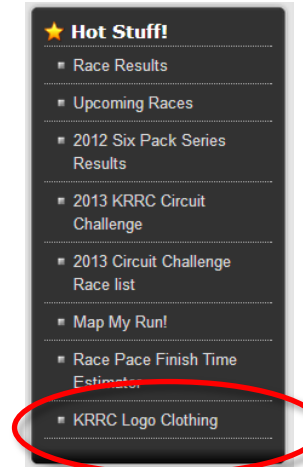 Hot Stuff!
Race Results
Upcoming Races
2012 Six Pack Series
Results
2013 KRRC Circuit
Challenge
2013 Circuit Challenge
Race list
Map My Run!
Race Pace Finish Time
Estimator
KRRC Logo Clothing